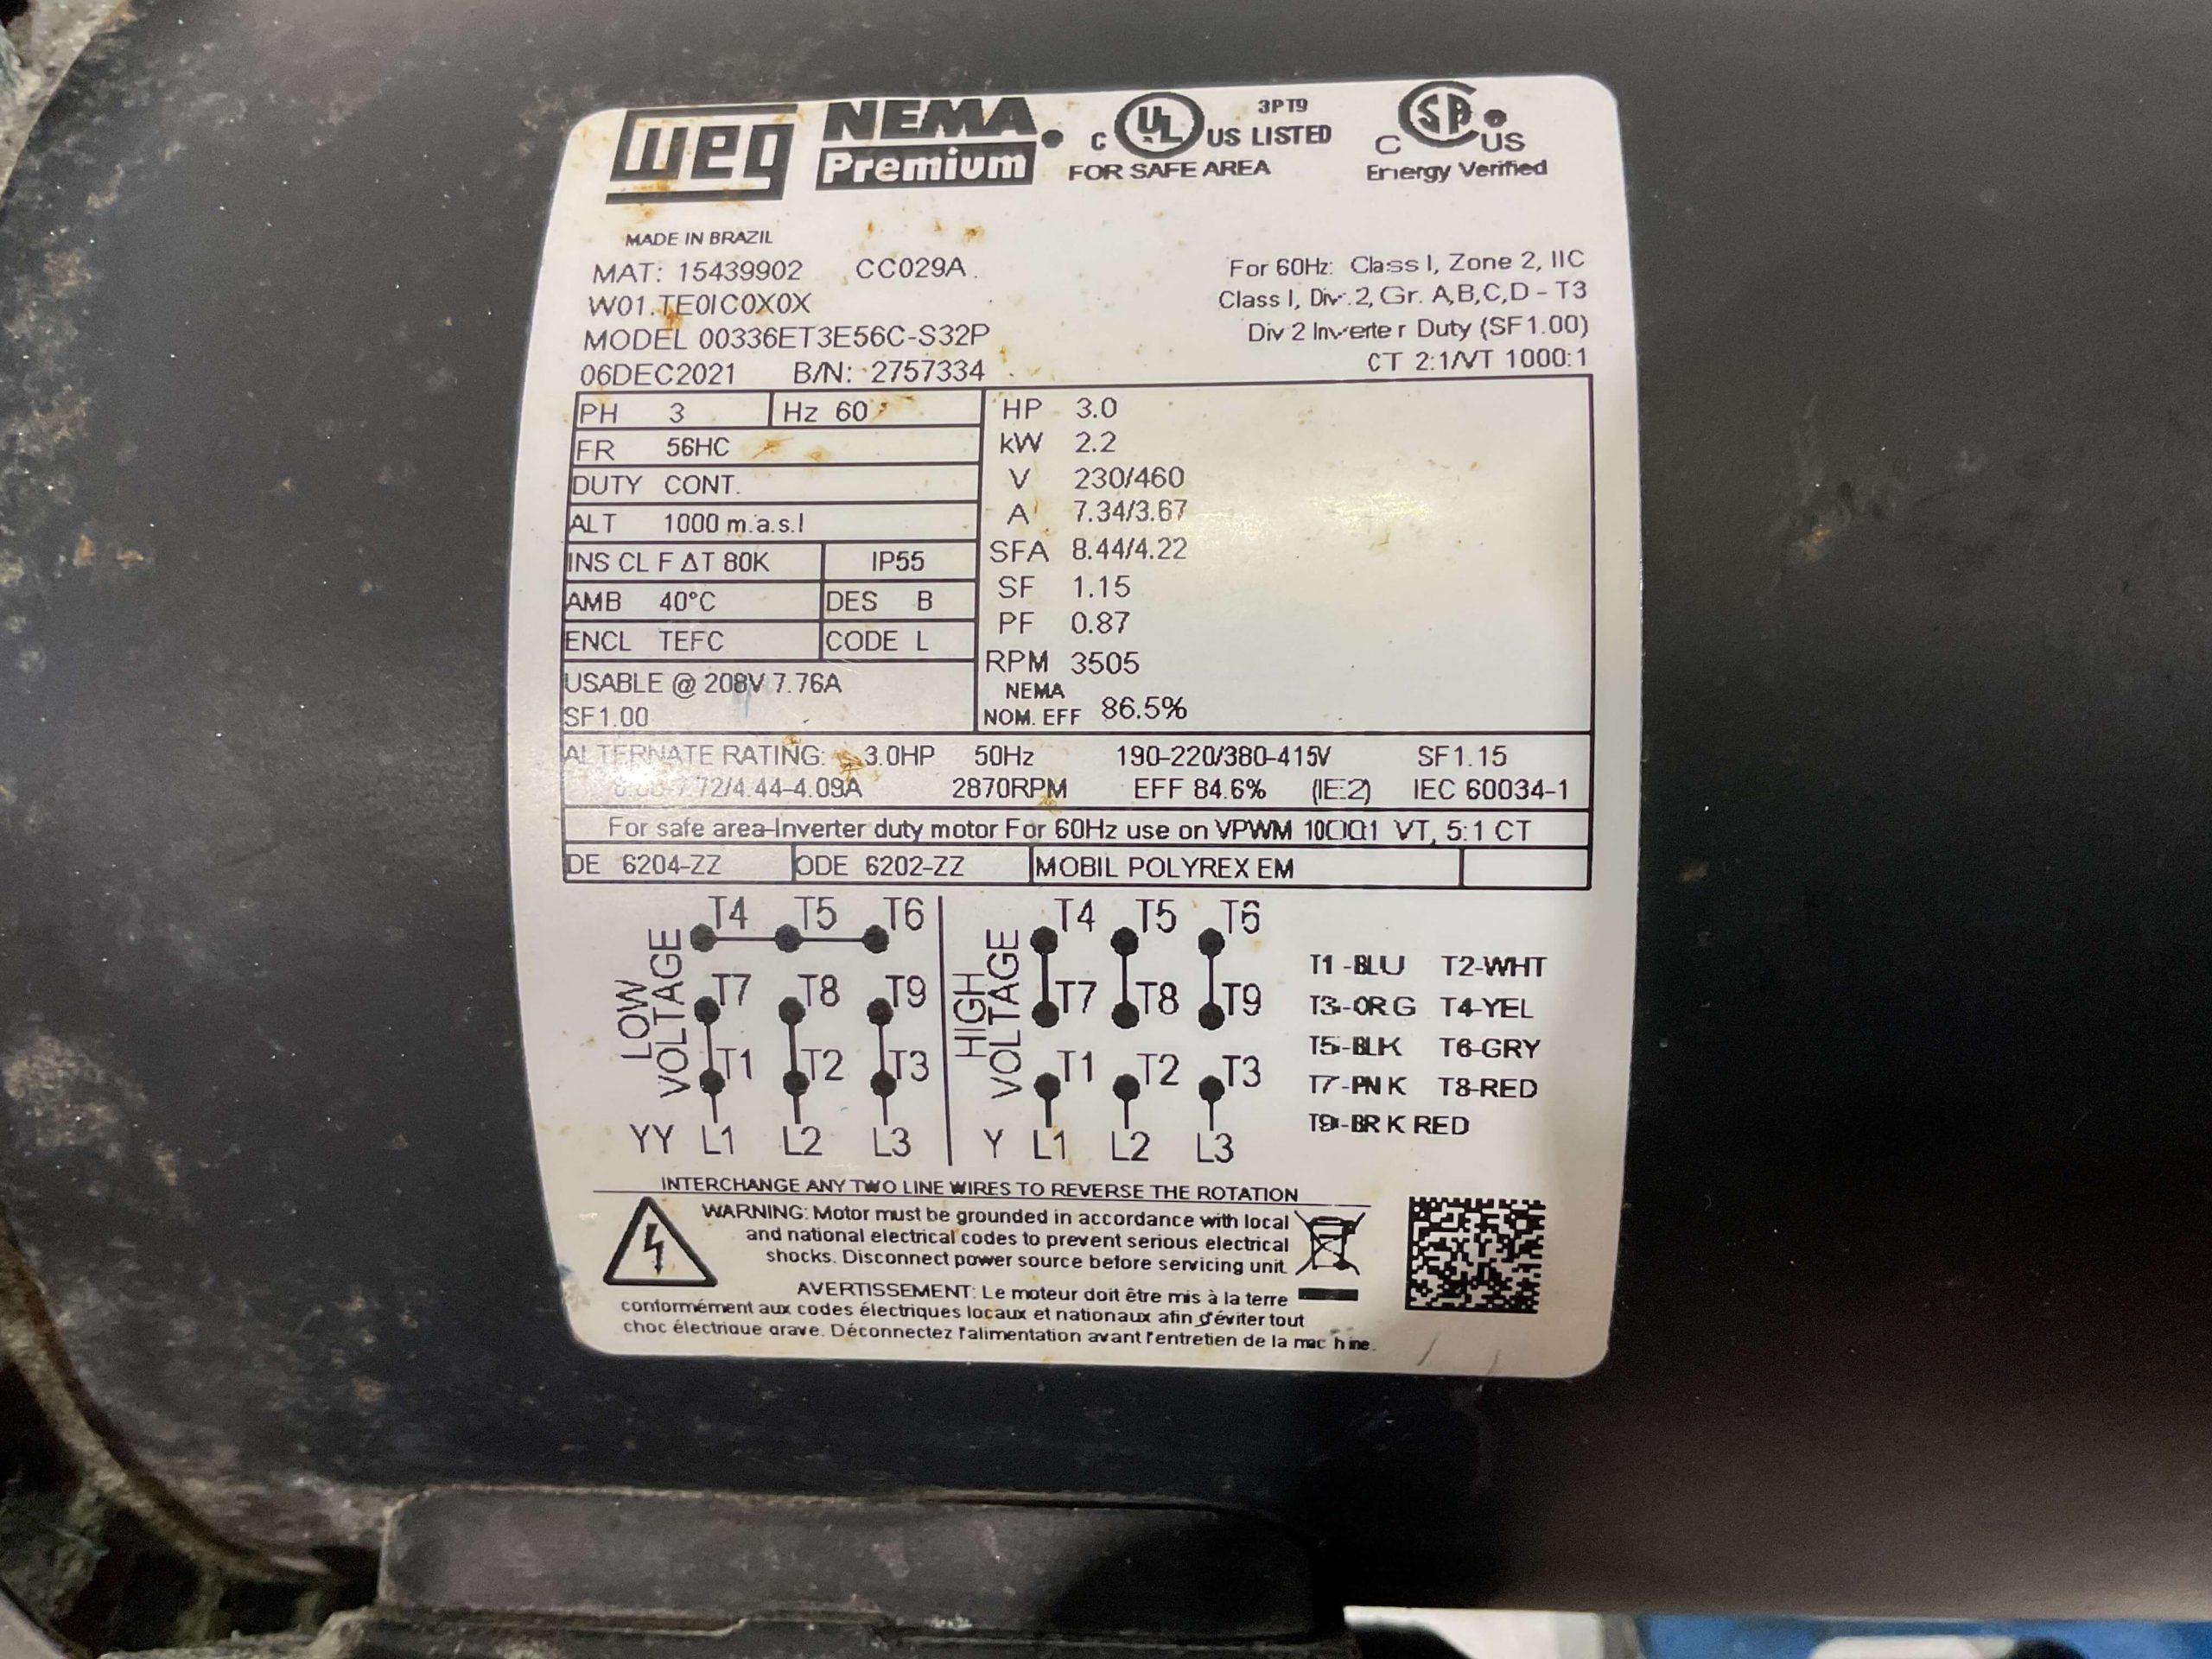 weg NEMA Premium C UL US LISTED 3PT9 C SA US
FOR SAFE AREA Energy Verified
MADE IN BRAZIL
MAT: 15439902 CC029A
W01.TE0IC0X0X
MODEL 00336ET3E56C-S32P
06DEC2021 B/N: 2757334
For 60Hz: Class I, Zone 2, IIC
Class I, Div. 2, Gr. A,B,C,D - T3
Div 2 Inverter Duty (SF1.00)
CT 2:1/VT 1000:1
PH 3 Hz 60
FR 56HC
DUTY CONT.
ALT 1000 m.a.s.l
INS CL F ΔT 80K IP55
AMB 40°C DES B
ENCL TEFC CODE L
USABLE @ 208V 7.76A
SF1.00
HP 3.0
kW 2.2
V 230/460
A 7.34/3.67
SFA 8.44/4.22
SF 1.15
PF 0.87
RPM 3505
NEMA
NOM. EFF 86.5%
ALTERNATE RATING: 3.0HP 50Hz 190-220/380-415V SF1.15
7.72/4.44-4.09A 2870RPM EFF 84.6% (IE2) IEC 60034-1
For safe area-Inverter duty motor For 60Hz use on VPWM 1000:1 VT, 5:1 CT
DE 6204-ZZ ODE 6202-ZZ MOBIL POLYREX EM
LOW VOLTAGE
T4 T5 T6
T7 T8 T9
T1 T2 T3
YY L1 L2 L3
HIGH VOLTAGE
T4 T5 T6
T7 T8 T9
T1 T2 T3
Y L1 L2 L3
T1-BLU T2-WHT
T3-ORG T4-YEL
T5-BLK T6-GRY
T7-PNK T8-RED
T9-BRK RED
INTERCHANGE ANY TWO LINE WIRES TO REVERSE THE ROTATION
WARNING: Motor must be grounded in accordance with local
and national electrical codes to prevent serious electrical
shocks. Disconnect power source before servicing unit.
AVERTISSEMENT: Le moteur doit être mis à la terre
conformément aux codes électriques locaux et nationaux afin d'éviter tout
choc électrique grave. Déconnectez l'alimentation avant l'entretien de la machine.